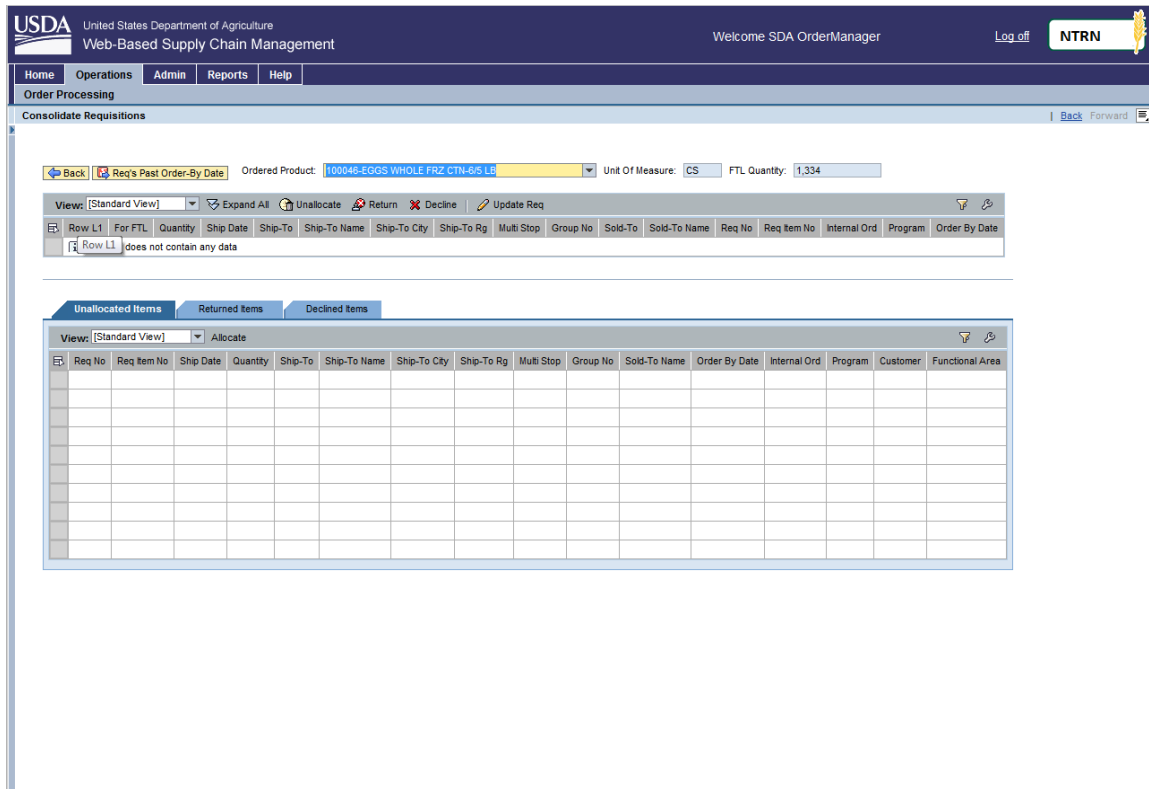 USDA United States Department of Agriculture
Web-Based Supply Chain Management Welcome SDA OrderManager Log off NTRN
Home Operations Admin Reports Help
Order Processing
Consolidate Requisitions | Back Forward
Back Req's Past Order-By Date Ordered Product: 100046-EGGS WHOLE FRZ CTN-6/5 LB Unit Of Measure: CS FTL Quantity: 1,334
View: [Standard View] Expand All Unallocate Return Decline Update Req
Row L1 For FTL Quantity Ship Date Ship-To Ship-To Name Ship-To City Ship-To Rg Multi Stop Group No Sold-To Sold-To Name Req No Req Item No Internal Ord Program Order By Date
Row L1 does not contain any data
Unallocated Items Returned Items Declined Items
View: [Standard View] Allocate
Req No Req Item No Ship Date Quantity Ship-To Ship-To Name Ship-To City Ship-To Rg Multi Stop Group No Sold-To Name Order By Date Internal Ord Program Customer Functional Area